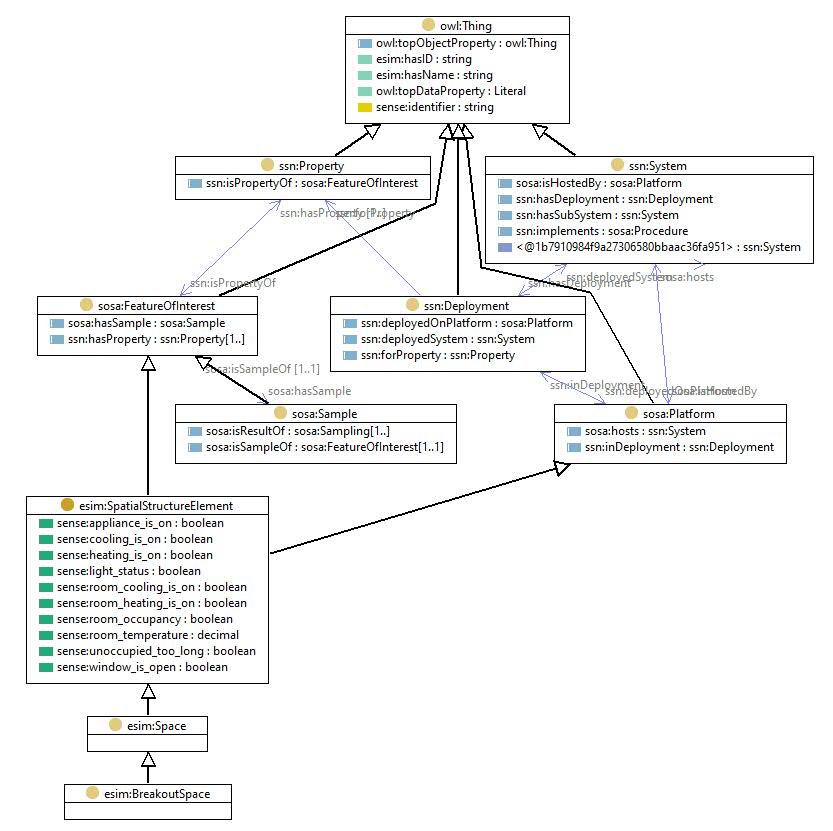 owl:Thing
owl:topObjectProperty : owl:Thing
esim:hasID : string
esim:hasName : string
owl:topDataProperty : Literal
sense:identifier : string
ssn:Property
ssn:isPropertyOf : sosa:FeatureOfInterest
ssn:System
sosa:isHostedBy : sosa:Platform
ssn:hasDeployment : ssn:Deployment
ssn:hasSubSystem : ssn:System
ssn:implements : sosa:Procedure
<@1b7910984f9a27306580bbaac36fa951> : ssn:System
ssn:hasProperty [1..]
ssn:forProperty
ssn:isPropertyOf
ssn:hasDeployment
ssn:deployedSystem
sosa:hosts
sosa:FeatureOfInterest
sosa:hasSample : sosa:Sample
ssn:hasProperty : ssn:Property[1..]
ssn:Deployment
ssn:deployedOnPlatform : sosa:Platform
ssn:deployedSystem : ssn:System
ssn:forProperty : ssn:Property
sosa:isSampleOf [1..1]
sosa:hasSample
ssn:inDeployment
ssn:deployedOnPlatform
sosa:isHostedBy
sosa:Sample
sosa:isResultOf : sosa:Sampling[1..]
sosa:isSampleOf : sosa:FeatureOfInterest[1..1]
sosa:Platform
sosa:hosts : ssn:System
ssn:inDeployment : ssn:Deployment
esim:SpatialStructureElement
sense:appliance_is_on : boolean
sense:cooling_is_on : boolean
sense:heating_is_on : boolean
sense:light_status : boolean
sense:room_cooling_is_on : boolean
sense:room_heating_is_on : boolean
sense:room_occupancy : boolean
sense:room_temperature : decimal
sense:unoccupied_too_long : boolean
sense:window_is_open : boolean
esim:Space
esim:BreakoutSpace